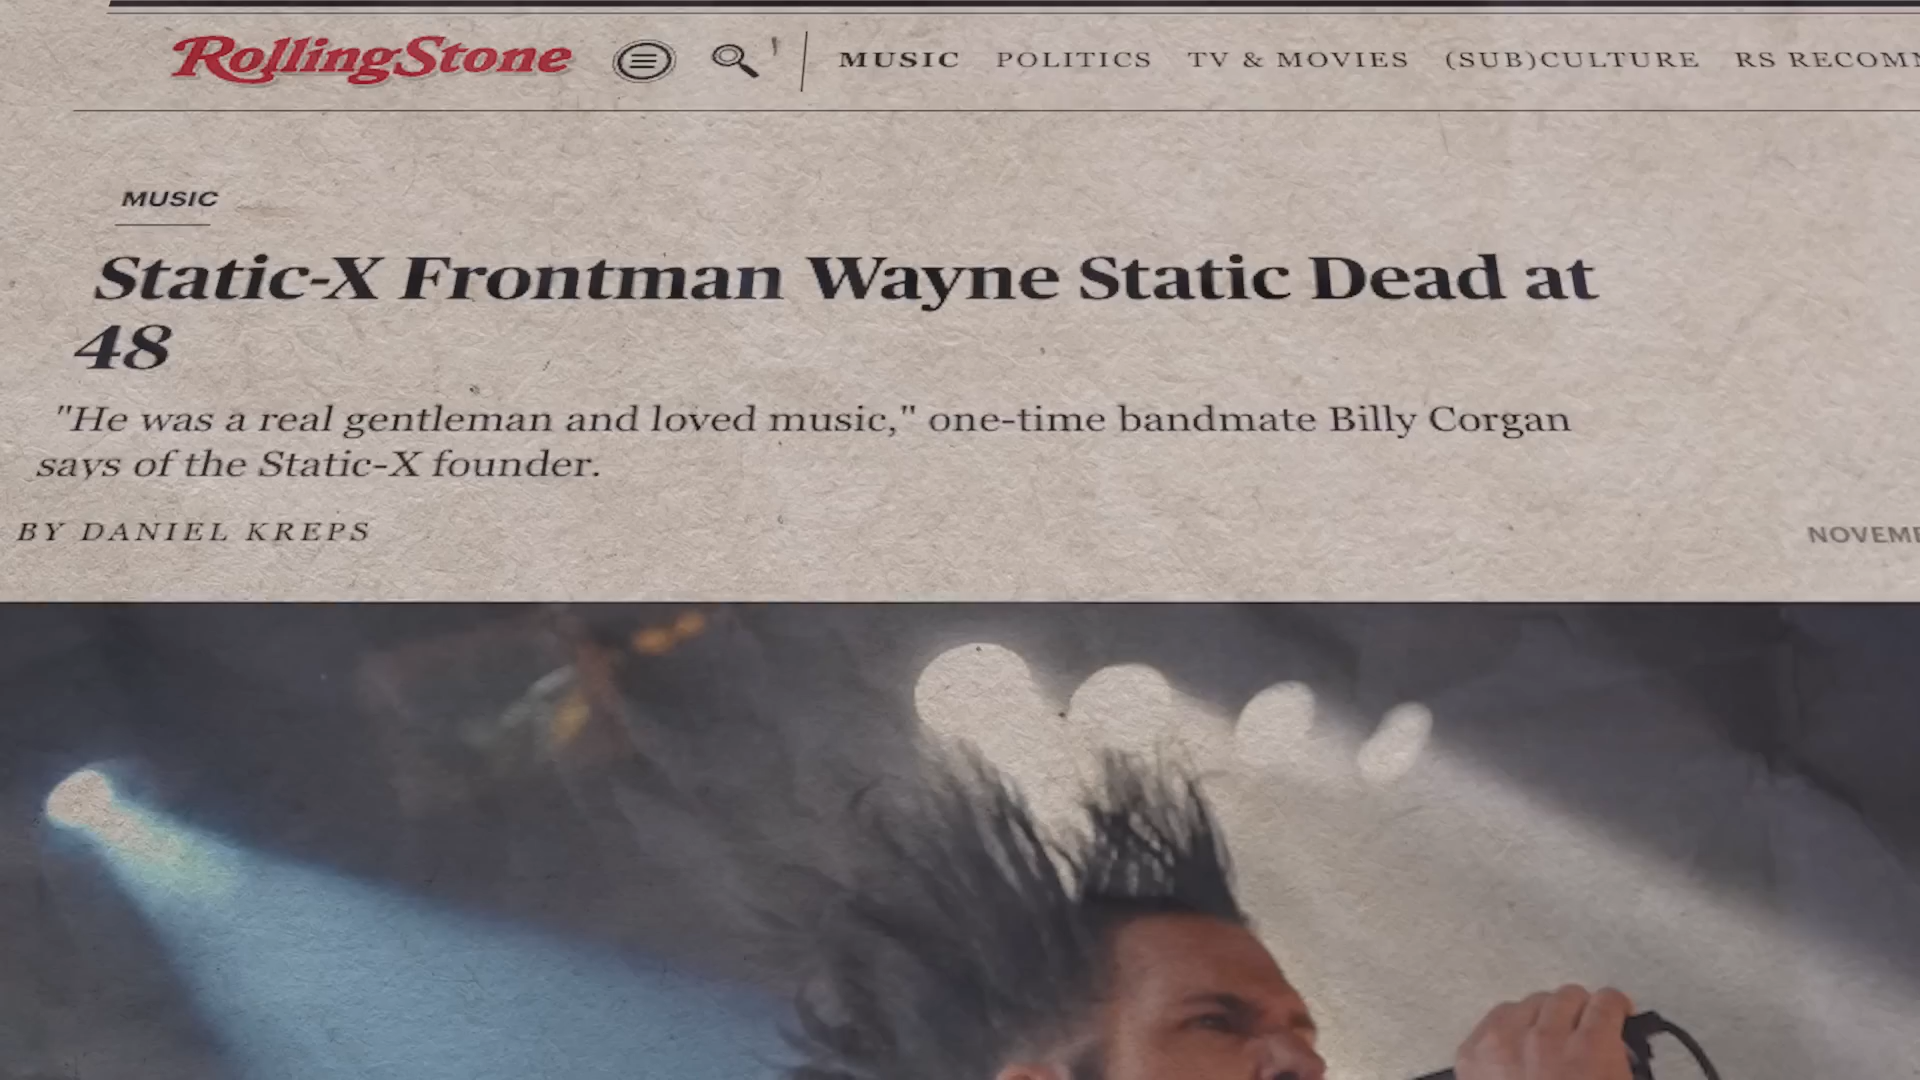 RollingStone
MUSIC POLITICS TV & MOVIES (SUB)CULTURE RS
MUSIC
Static-X Frontman Wayne Static Dead at
48
"He was a real gentleman and loved music," one-time bandmate Billy Corgan
says of the Static-X founder.
BY DANIEL KREPS